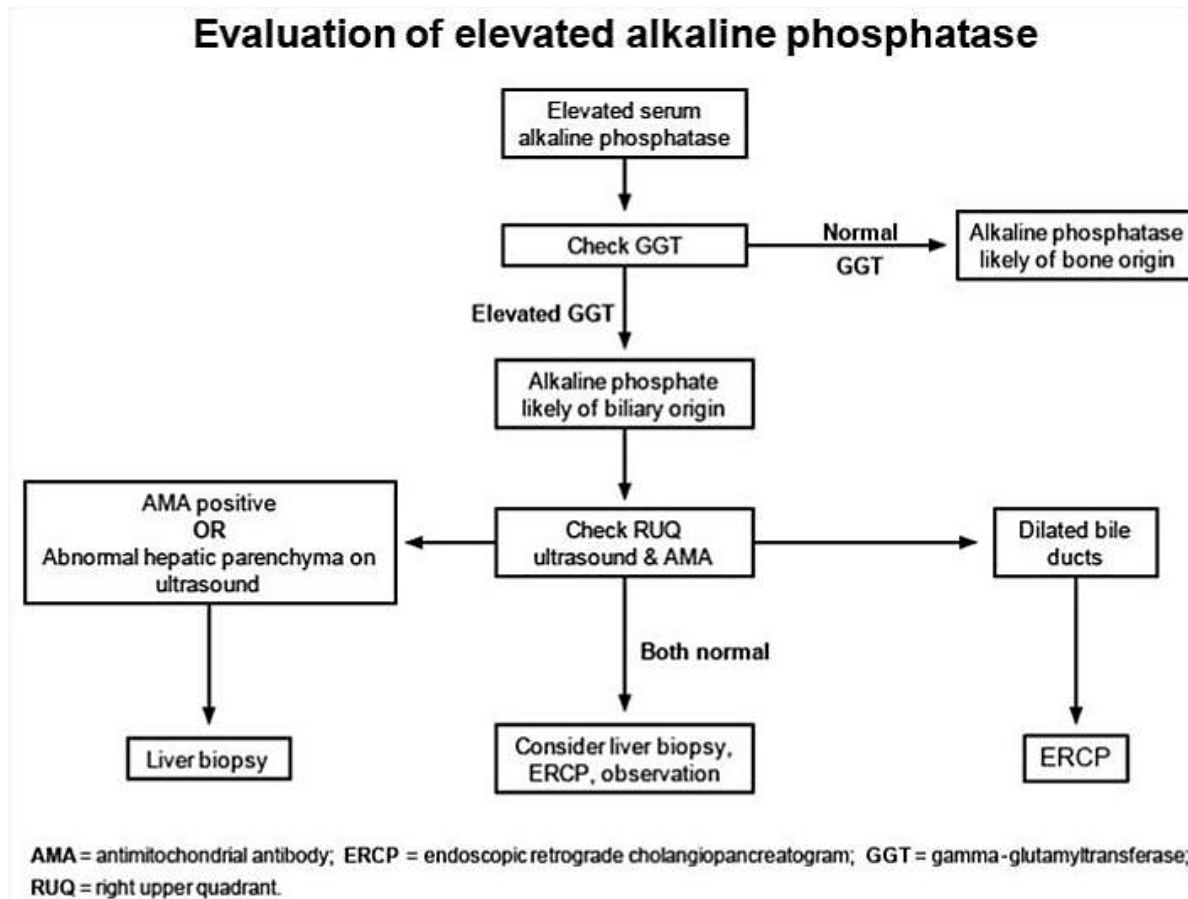 Evaluation of elevated alkaline phosphatase
Elevated serum
alkaline phosphatase
Check GGT
Normal
GGT
Alkaline phosphatase
likely of bone origin
Elevated GGT
Alkaline phosphate
likely of biliary origin
AMA positive
OR
Abnormal hepatic parenchyma on
ultrasound
Check RUQ
ultrasound & AMA
Dilated bile
ducts
Both normal
Liver biopsy
Consider liver biopsy,
ERCP, observation
ERCP
AMA = antimitochondrial antibody; ERCP = endoscopic retrograde cholangiopancreatogram; GGT = gamma-glutamyltransferase;
RUQ = right upper quadrant.